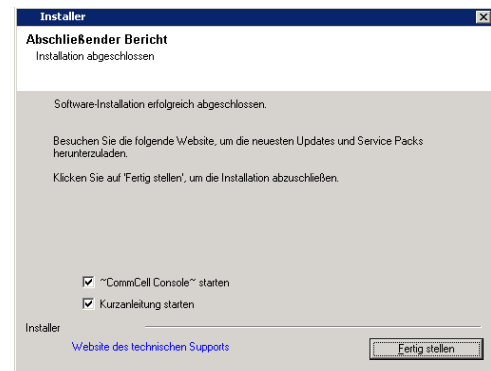 Installer
Abschließender Bericht
Installation abgeschlossen
Software-Installation erfolgreich abgeschlossen.
Besuchen Sie die folgende Website, um die neuesten Updates und Service Packs
herunterzuladen.
Klicken Sie auf 'Fertig stellen', um die Installation abzuschließen.
~CommCell Console~ starten
Kurzanleitung starten
Installer
Website des technischen Supports
Fertig stellen